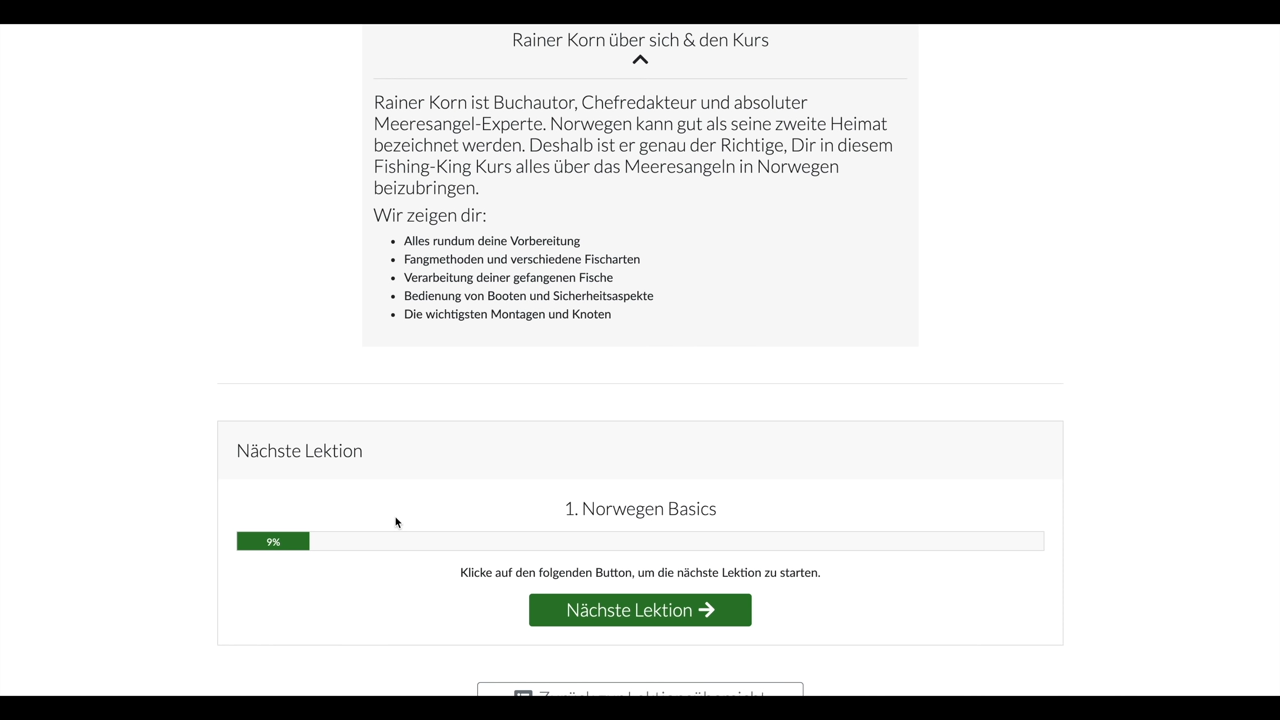 Rainer Korn über sich & den Kurs
Rainer Korn ist Buchautor, Chefredakteur und absoluter
Meeresangel-Experte. Norwegen kann gut als seine zweite Heimat
bezeichnet werden. Deshalb ist er genau der Richtige, Dir in diesem
Fishing-King Kurs alles über das Meeresangeln in Norwegen
beizubringen.
Wir zeigen dir:
• Alles rundum deine Vorbereitung
• Fangmethoden und verschiedene Fischarten
• Verarbeitung deiner gefangenen Fische
• Bedienung von Booten und Sicherheitsaspekte
• Die wichtigsten Montagen und Knoten
Nächste Lektion
1. Norwegen Basics
9%
Klicke auf den folgenden Button, um die nächste Lektion zu starten.
Nächste Lektion →
Zurück zur Lektionsübersicht